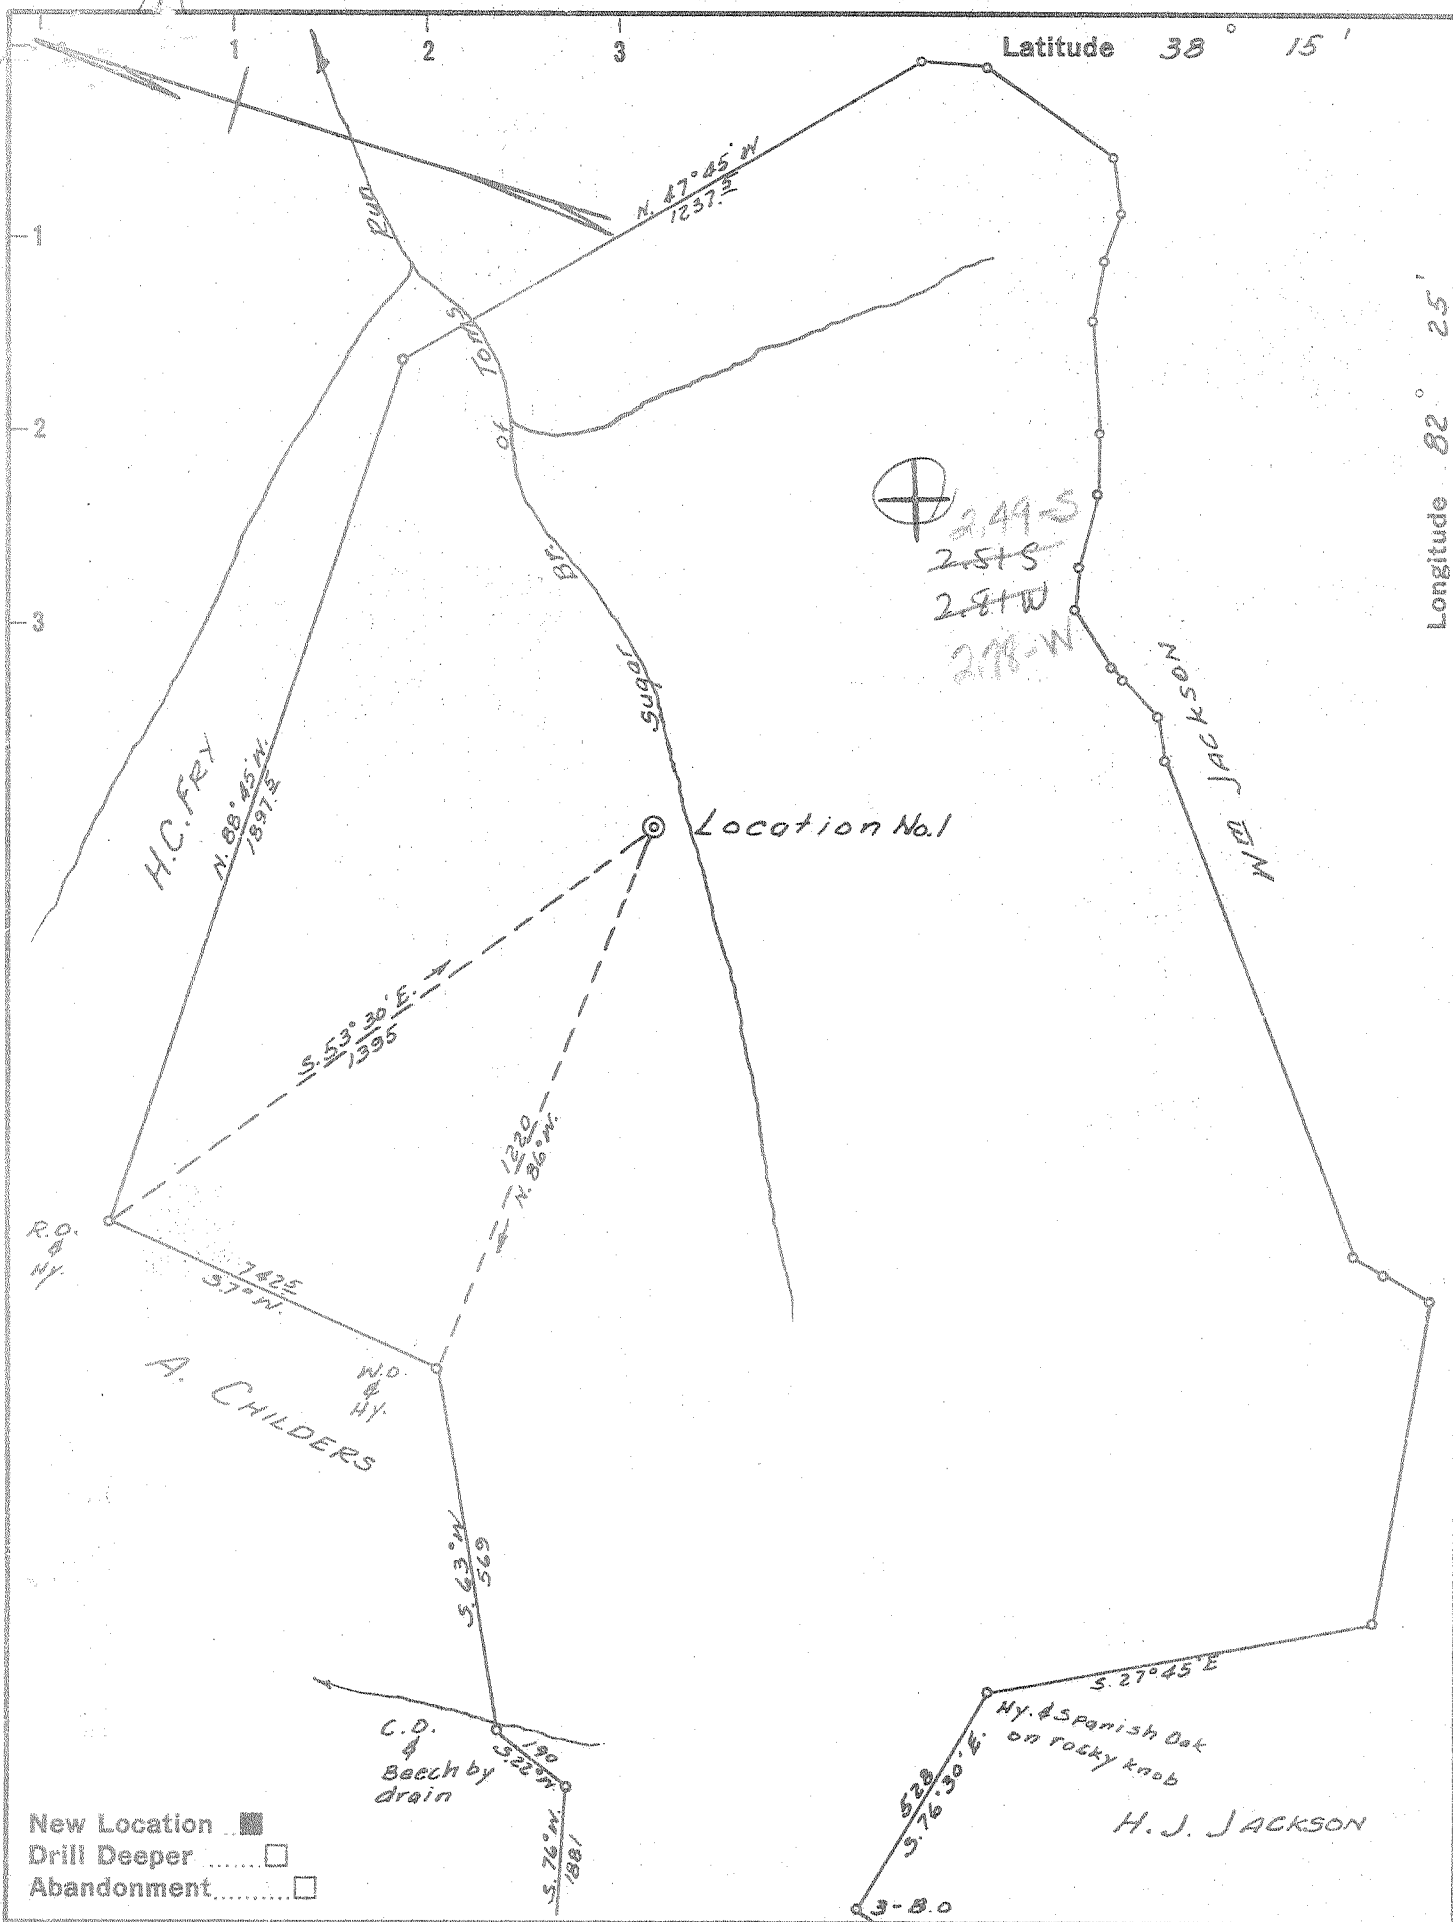 1 2 3
Latitude 38° 15'
1
2
3
Longitude 82° 25'
N. 47° 45' W
1237.5
Sugar Br. of Toms Run
2.49-S
2.51 S
2.81 W
2.78-W
Wm JACKSON
H.C. FRY
N. 88° 45' W.
1897.5
Location No.1
S. 53° 30' E.
1395
1220
N. 86° W.
R.O.
&
Hy.
742.5
S. 7° W.
A. CHILDERS
W.O.
&
Hy.
S. 63° W
569
S. 27° 45' E
Hy. & Spanish Oak
on rocky knob
C.O.
&
Beech by
drain
190
S. 22° W.
S. 76° W.
1881
528
S. 76° 30' E.
H. J. JACKSON
3-B.O
New Location ■
Drill Deeper ....... □
Abandonment ....... □